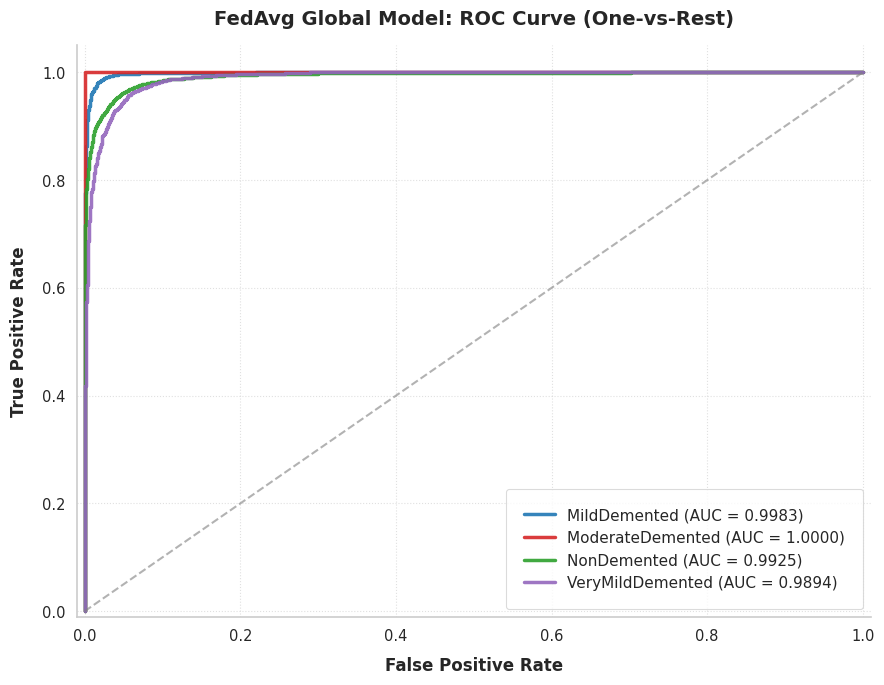 FedAvg Global Model: ROC Curve (One-vs-Rest)
True Positive Rate
1.0
0.8
0.6
0.4
0.2
0.0
MildDemented (AUC = 0.9983)
ModerateDemented (AUC = 1.0000)
NonDemented (AUC = 0.9925)
VeryMildDemented (AUC = 0.9894)
0.0 0.2 0.4 0.6 0.8 1.0
False Positive Rate